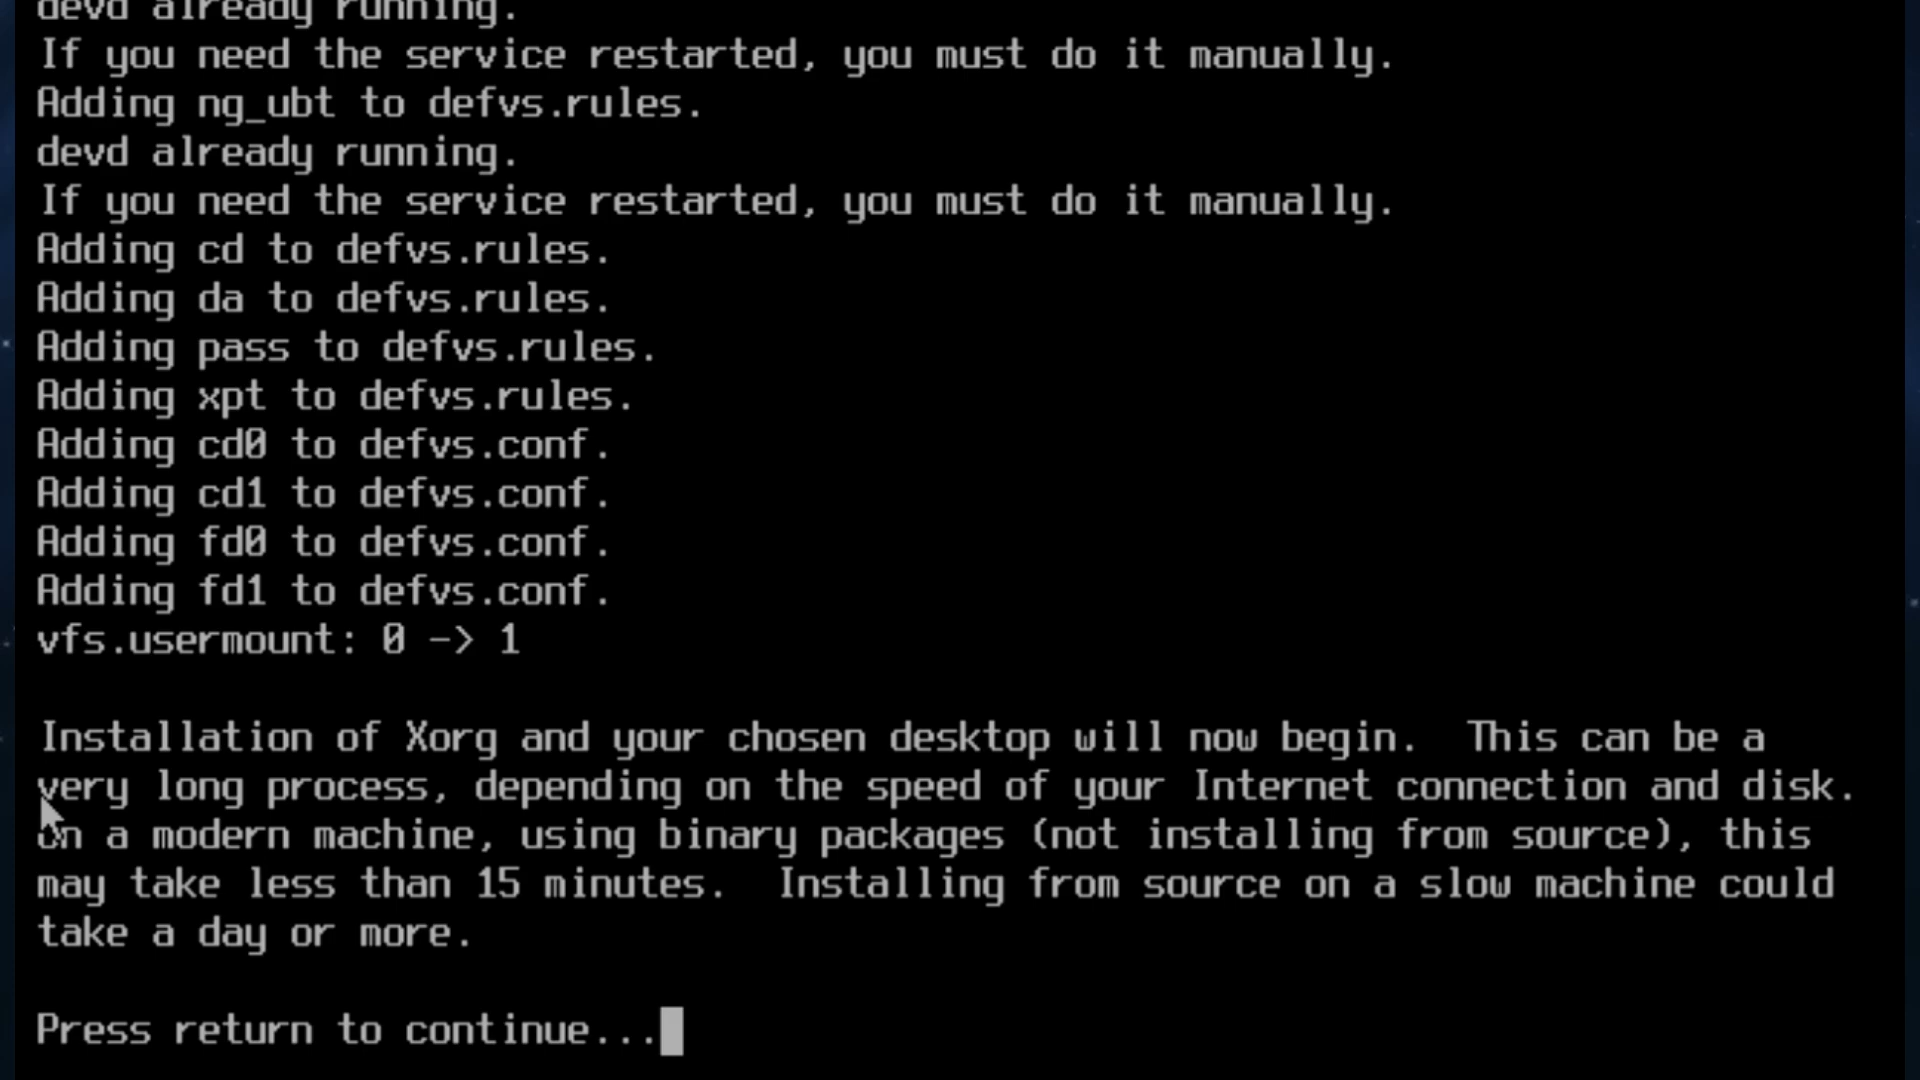 devd already running.
If you need the service restarted, you must do it manually.
Adding ng_ubt to defvs.rules.
devd already running.
If you need the service restarted, you must do it manually.
Adding cd to defvs.rules.
Adding da to defvs.rules.
Adding pass to defvs.rules.
Adding xpt to defvs.rules.
Adding cd0 to defvs.conf.
Adding cd1 to defvs.conf.
Adding fd0 to defvs.conf.
Adding fd1 to defvs.conf.
vfs.usermount: 0 -> 1
Installation of Xorg and your chosen desktop will now begin.  This can be a
very long process, depending on the speed of your Internet connection and disk.
On a modern machine, using binary packages (not installing from source), this
may take less than 15 minutes.  Installing from source on a slow machine could
take a day or more.
Press return to continue...